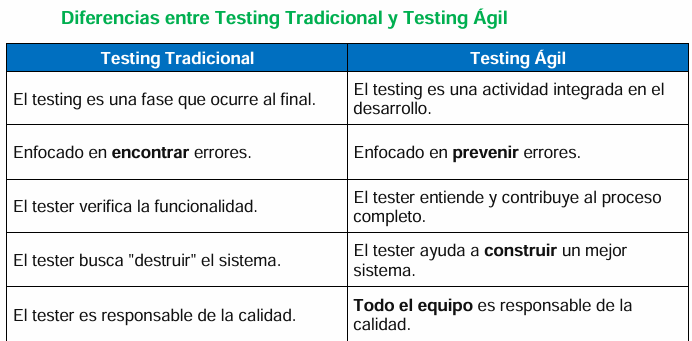 Diferencias entre Testing Tradicional y Testing Ágil
Testing Tradicional
Testing Ágil
El testing es una fase que ocurre al final.
El testing es una actividad integrada en el
desarrollo.
Enfocado en encontrar errores.
Enfocado en prevenir errores.
El tester verifica la funcionalidad.
El tester entiende y contribuye al proceso
completo.
El tester busca "destruir" el sistema.
El tester ayuda a construir un mejor
sistema.
El tester es responsable de la calidad.
Todo el equipo es responsable de la
calidad.